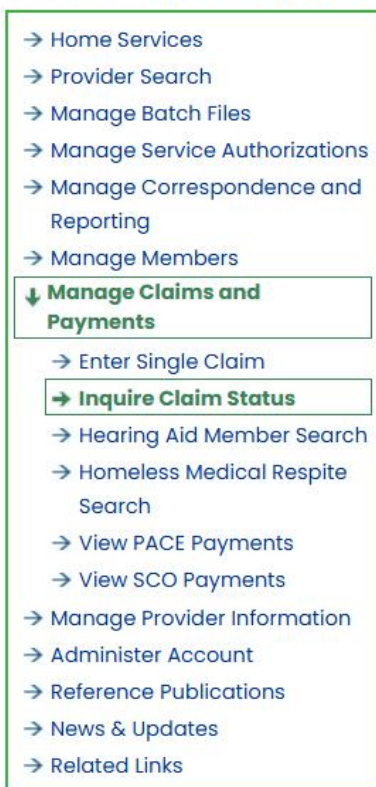 Home Services
Provider Search
Manage Batch Files
Manage Service Authorizations
Manage Correspondence and
Reporting
Manage Members
Manage Claims and
Payments
Enter Single Claim
Inquire Claim Status
Hearing Aid Member Search
Homeless Medical Respite
Search
View PACE Payments
View SCO Payments
Manage Provider Information
Administer Account
Reference Publications
News & Updates
Related Links